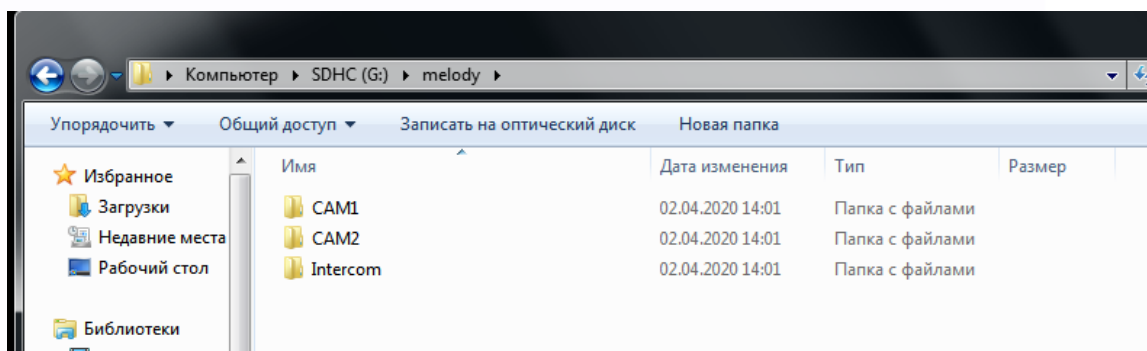 Компьютер SDHC (G:) melody
Упорядочить Общий доступ Записать на оптический диск Новая папка
Избранное
Загрузки
Недавние места
Рабочий стол
Библиотеки
Имя Дата изменения Тип Размер
CAM1 02.04.2020 14:01 Папка с файлами
CAM2 02.04.2020 14:01 Папка с файлами
Intercom 02.04.2020 14:01 Папка с файлами